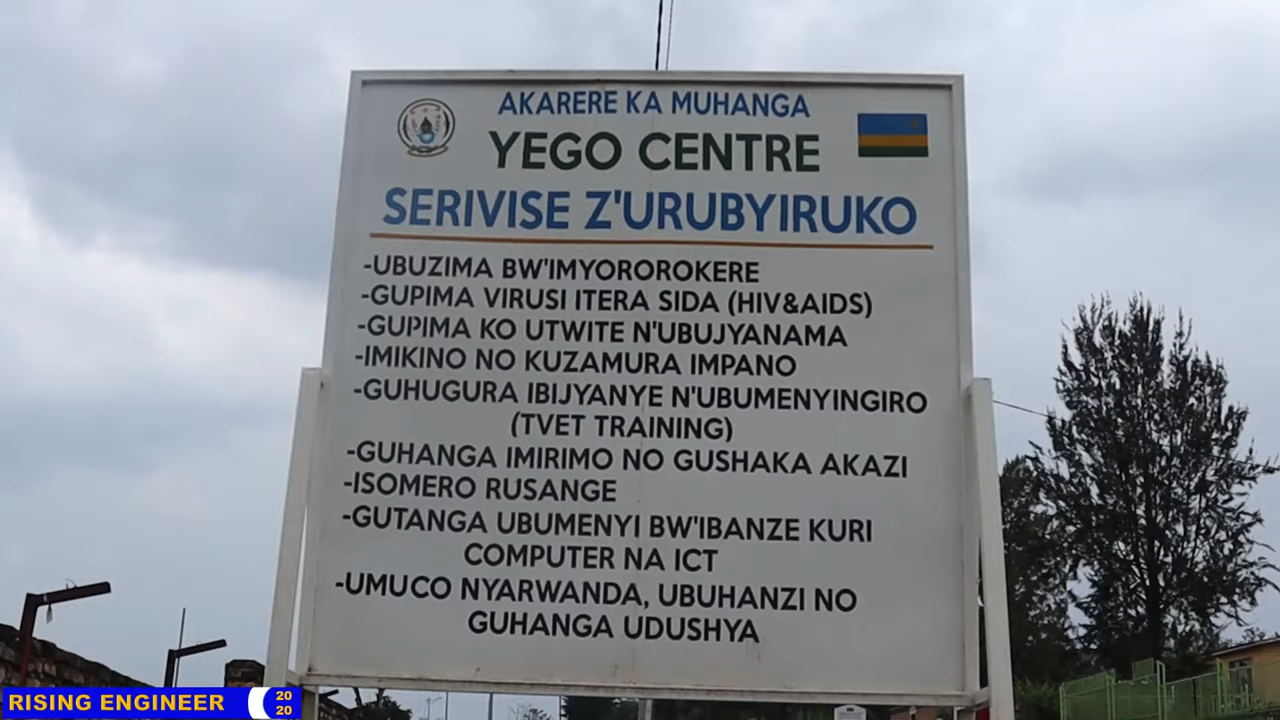 AKARERE KA MUHANGA
YEGO CENTRE
SERIVISE Z'URUBYIRUKO
-UBUZIMA BW'IMYOROROKERE
-GUPIMA VIRUSI ITERA SIDA (HIV&AIDS)
-GUPIMA KO UTWITE N'UBUJYANAMA
-IMIKINO NO KUZAMURA IMPANO
-GUHUGURA IBIJYANYE N'UBUMENYINGIRO
(TVET TRAINING)
-GUHANGA IMIRIMO NO GUSHAKA AKAZI
-ISOMERO RUSANGE
-GUTANGA UBUMENYI BW'IBANZE KURI
COMPUTER NA ICT
-UMUCO NYARWANDA, UBUHANZI NO
GUHANGA UDUSHYA
RISING ENGINEER
20
20